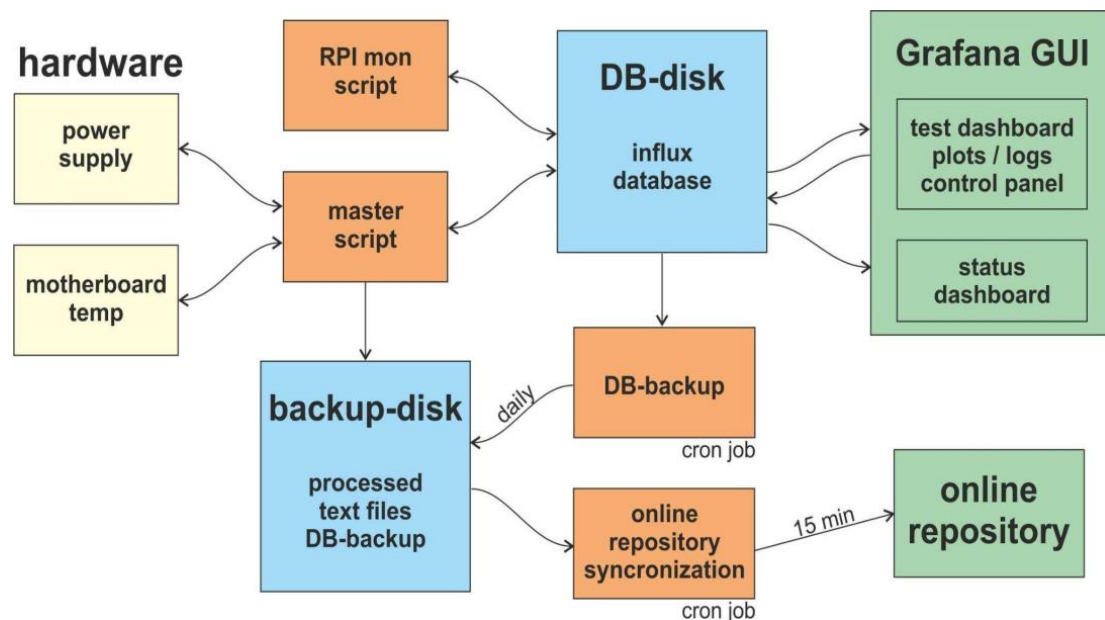 hardware
power
supply
motherboard
temp
RPI mon
script
master
script
DB-disk
influx
database
Grafana GUI
test dashboard
plots / logs
control panel
status
dashboard
backup-disk
processed
text files
DB-backup
daily
DB-backup
cron job
online
repository
syncronization
cron job
15 min
online
repository